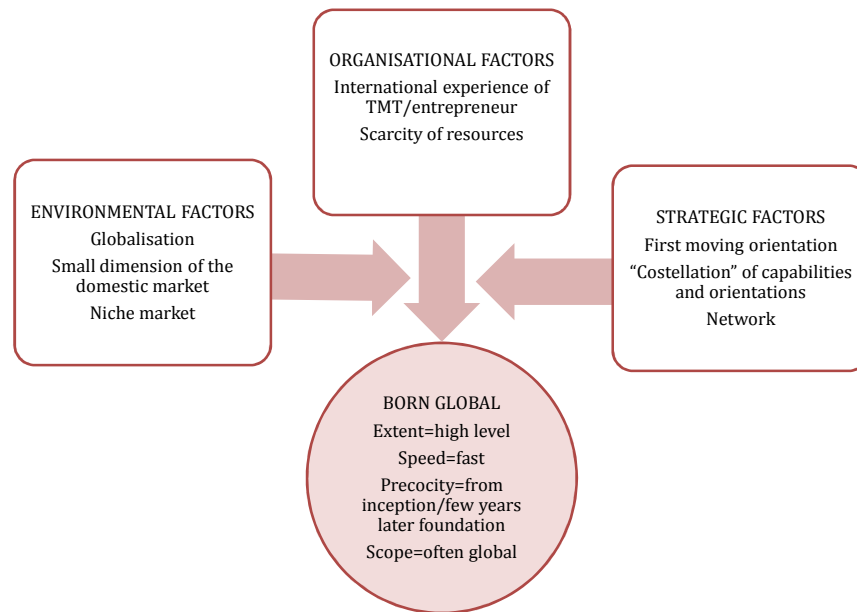 ORGANISATIONAL FACTORS
International experience of
TMT/entrepreneur
Scarcity of resources
ENVIRONMENTAL FACTORS
Globalisation
Small dimension of the
domestic market
Niche market
STRATEGIC FACTORS
First moving orientation
“Costellation” of capabilities
and orientations
Network
BORN GLOBAL
Extent=high level
Speed=fast
Precocity=from
inception/few years
later foundation
Scope=often global